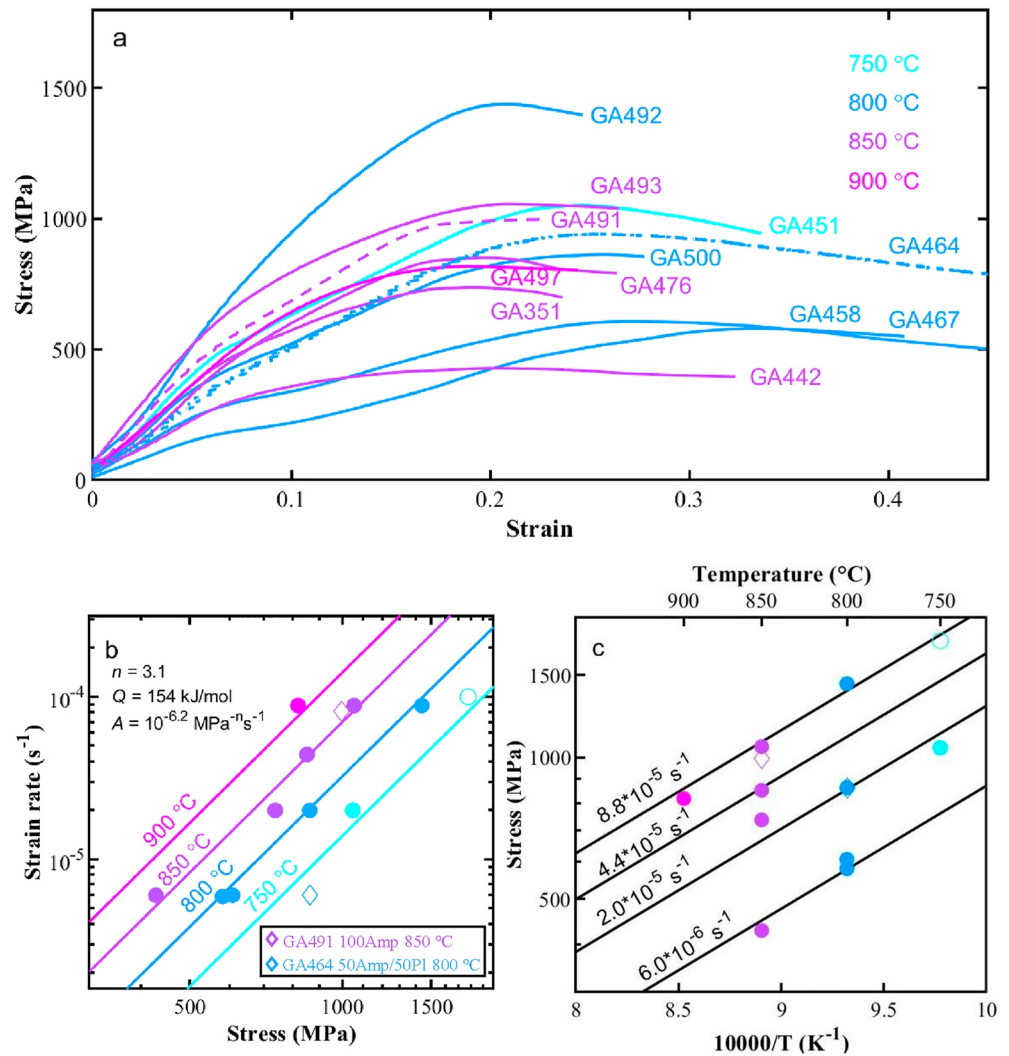 a
750 °C
800 °C
850 °C
900 °C
1500
1000
500
0
Stress (MPa)
GA492
GA493
GA491
GA451
GA464
GA500
GA497
GA476
GA351
GA458
GA467
GA442
0
0.1
0.2
0.3
0.4
Strain
b
n = 3.1
Q = 154 kJ/mol
A = 10^-6.2 MPa^-n s^-1
10^-4
10^-5
Strain rate (s^-1)
900 °C
850 °C
800 °C
750 °C
GA491 100Amp 850 °C
GA464 50Amp/50Pl 800 °C
500
1000
1500
Stress (MPa)
Temperature (°C)
900
850
800
750
c
1500
1000
500
Stress (MPa)
8.8*10^-5 s^-1
4.4*10^-5 s^-1
2.0*10^-5 s^-1
6.0*10^-6 s^-1
8
8.5
9
9.5
10
10000/T (K^-1)